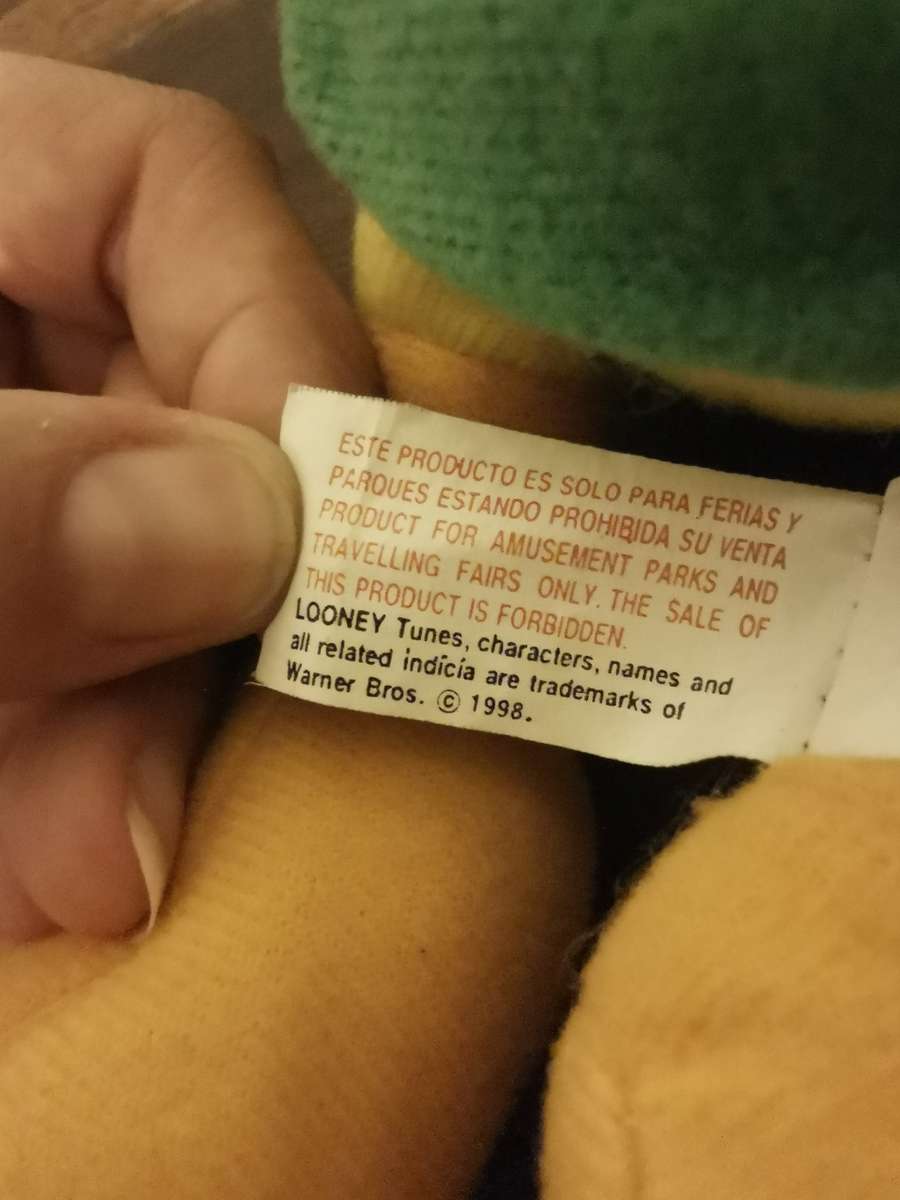 ESTE PRODUCTO ES SOLO PARA FERIAS Y
PARQUES ESTANDO PROHIBIDA SU VENTA
PRODUCT FOR AMUSEMENT PARKS AND
TRAVELLING FAIRS ONLY. THE SALE OF
THIS PRODUCT IS FORBIDDEN.
LOONEY Tunes, characters, names and
all related indicia are trademarks of
Warner Bros. © 1998.